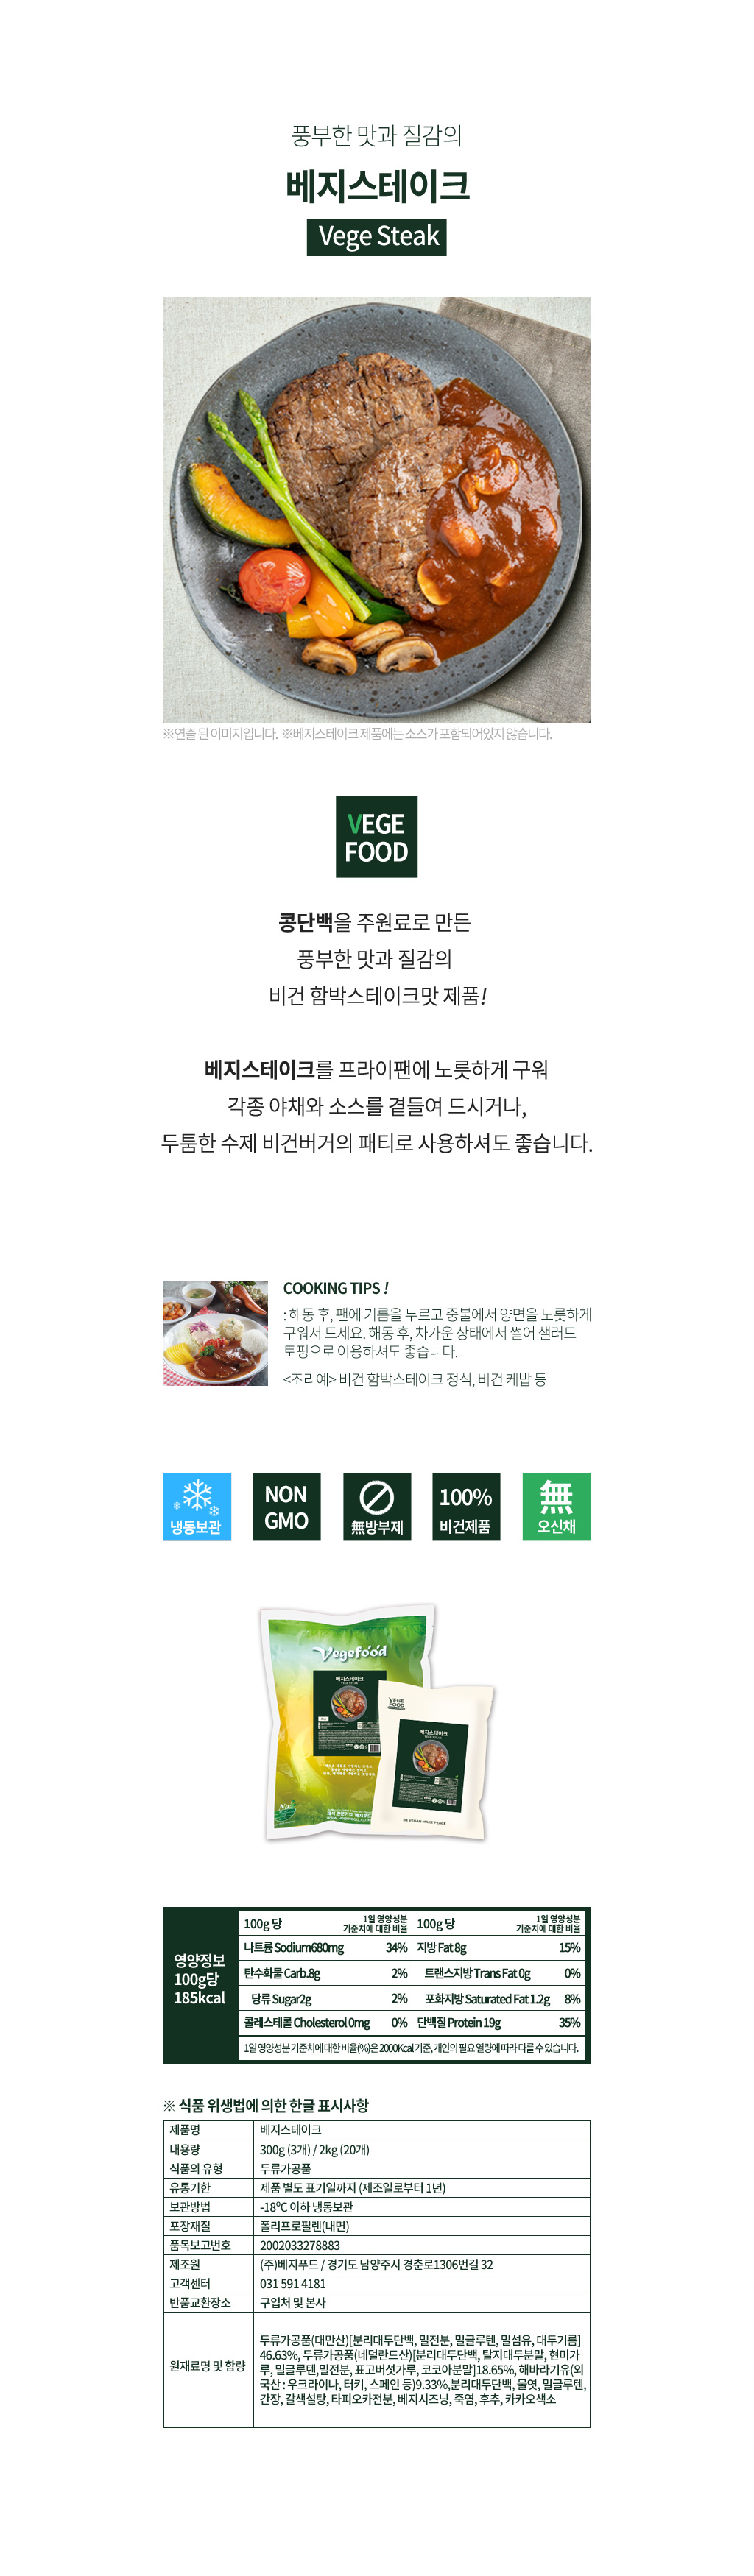 풍부한 맛과 질감의
베지스테이크
Vege Steak
※연출 된 이미지입니다. ※베지스테이크 제품에는 소스가 포함되어있지 않습니다.
VEGE
FOOD
콩단백을 주원료로 만든
풍부한 맛과 질감의
비건 함박스테이크맛 제품!
베지스테이크를 프라이팬에 노릇하게 구워
각종 야채와 소스를 곁들여 드시거나,
두툼한 수제 비건버거의 패티로 사용하셔도 좋습니다.
COOKING TIPS !
: 해동 후, 팬에 기름을 두르고 중불에서 양면을 노릇하게
구워서 드세요. 해동 후, 차가운 상태에서 썰어 샐러드
토핑으로 이용하셔도 좋습니다.
<조리예> 비건 함박스테이크 정식, 비건 케밥 등
냉동보관
NON
GMO
無방부제
100%
비건제품
無
오신채
Vegefood
베지스테이크
VEGE
FOOD
베지스테이크
BE VEGAN MAKE PEACE
영양정보
100g당
185kcal
100g 당 1일 영양성분 기준치에 대한 비율 100g 당 1일 영양성분 기준치에 대한 비율
나트륨 Sodium680mg 34% 지방 Fat 8g 15%
탄수화물 Carb.8g 2% 트랜스지방 Trans Fat 0g 0%
당류 Sugar2g 2% 포화지방 Saturated Fat 1.2g 8%
콜레스테롤 Cholesterol 0mg 0% 단백질 Protein 19g 35%
1일 영양성분 기준치에 대한 비율(%)은 2000Kcal 기준, 개인의 필요 열량에 따라 다를 수 있습니다.
※ 식품 위생법에 의한 한글 표시사항
제품명 베지스테이크
내용량 300g (3개) / 2kg (20개)
식품의 유형 두류가공품
유통기한 제품 별도 표기일까지 (제조일로부터 1년)
보관방법 -18℃ 이하 냉동보관
포장재질 폴리프로필렌(내면)
품목보고번호 2002033278883
제조원 (주)베지푸드 / 경기도 남양주시 경춘로1306번길 32
고객센터 031 591 4181
반품교환장소 구입처 및 본사
원재료명 및 함량
두류가공품(대만산)[분리대두단백, 밀전분, 밀글루텐, 밀섬유, 대두기름]
46.63%, 두류가공품(네덜란드산)[분리대두단백, 탈지대두분말, 현미가
루, 밀글루텐,밀전분, 표고버섯가루, 코코아분말]18.65%, 해바라기유(외
국산 : 우크라이나, 터키, 스페인 등)9.33%,분리대두단백, 물엿, 밀글루텐,
간장, 갈색설탕, 타피오카전분, 베지시즈닝, 죽염, 후추, 카카오색소